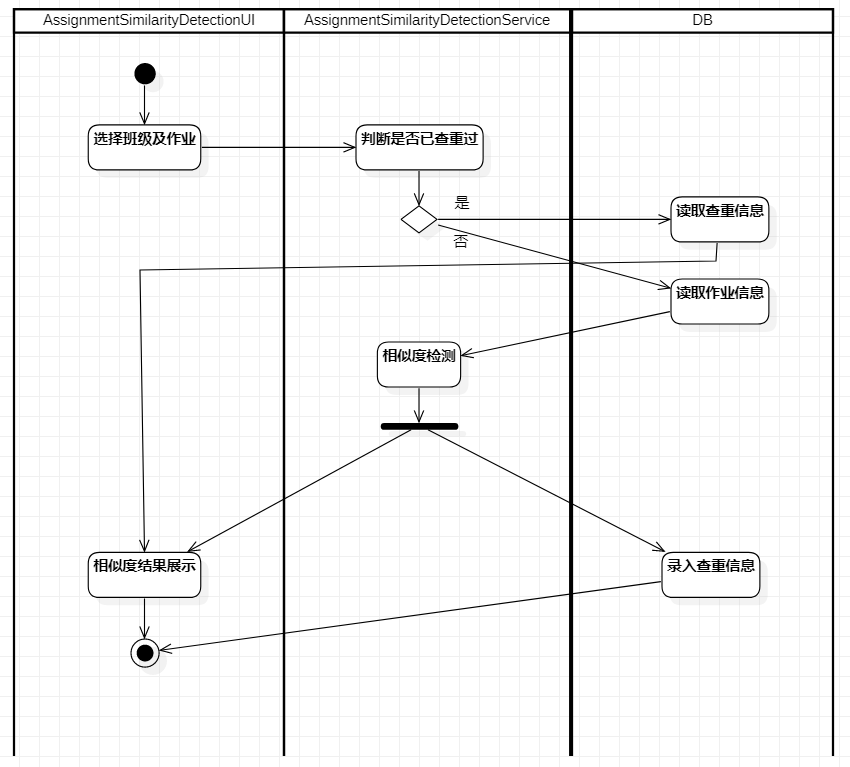 AssignmentSimilarityDetectionUI
AssignmentSimilarityDetectionService
DB
选择班级及作业
判断是否已查重过
是
读取查重信息
否
读取作业信息
相似度检测
相似度结果展示
录入查重信息